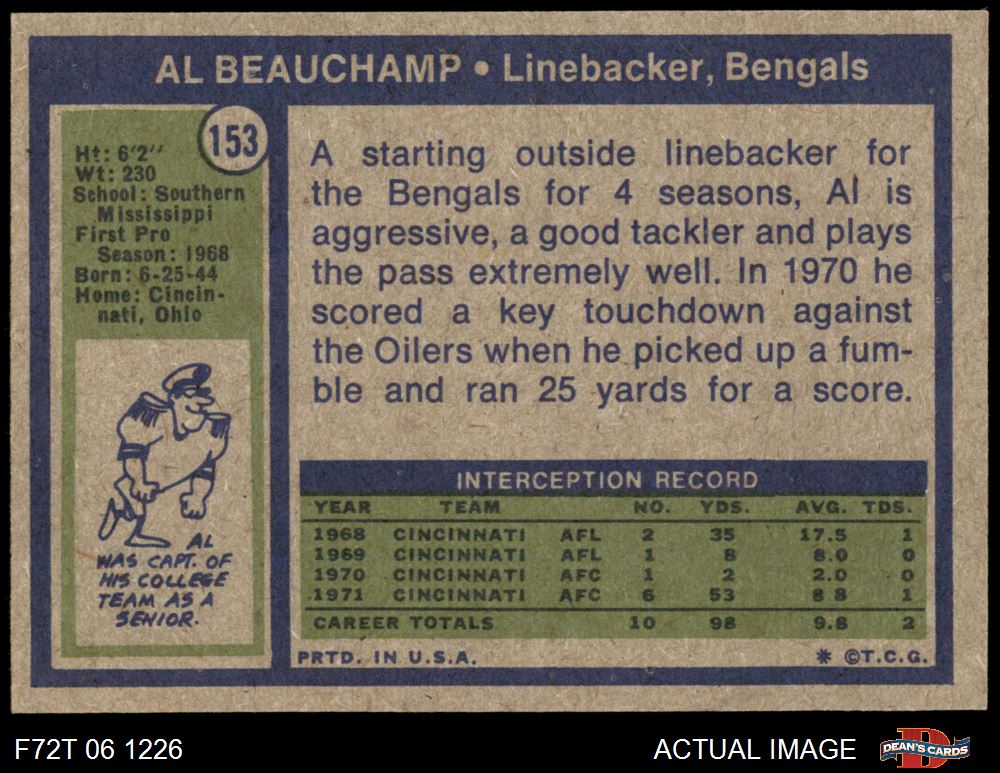 AL BEAUCHAMP • Linebacker, Bengals
153
Ht: 6'2''
Wt: 230
School: Southern
Mississippi
First Pro
Season: 1968
Born: 6-25-44
Home: Cincin-
nati, Ohio
AL
WAS CAPT. OF
HIS COLLEGE
TEAM AS A
SENIOR.
A starting outside linebacker for
the Bengals for 4 seasons, Al is
aggressive, a good tackler and plays
the pass extremely well. In 1970 he
scored a key touchdown against
the Oilers when he picked up a fum-
ble and ran 25 yards for a score.
INTERCEPTION RECORD
YEAR TEAM NO. YDS. AVG. TDS.
1968 CINCINNATI AFL 2 35 17.5 1
1969 CINCINNATI AFL 1 8 8.0 0
1970 CINCINNATI AFC 1 2 2.0 0
1971 CINCINNATI AFC 6 53 8 8 1
CAREER TOTALS 10 98 9.8 2
PRTD. IN U.S.A. * ©T.C.G.
F72T 06 1226 ACTUAL IMAGE DEAN'S CARDS